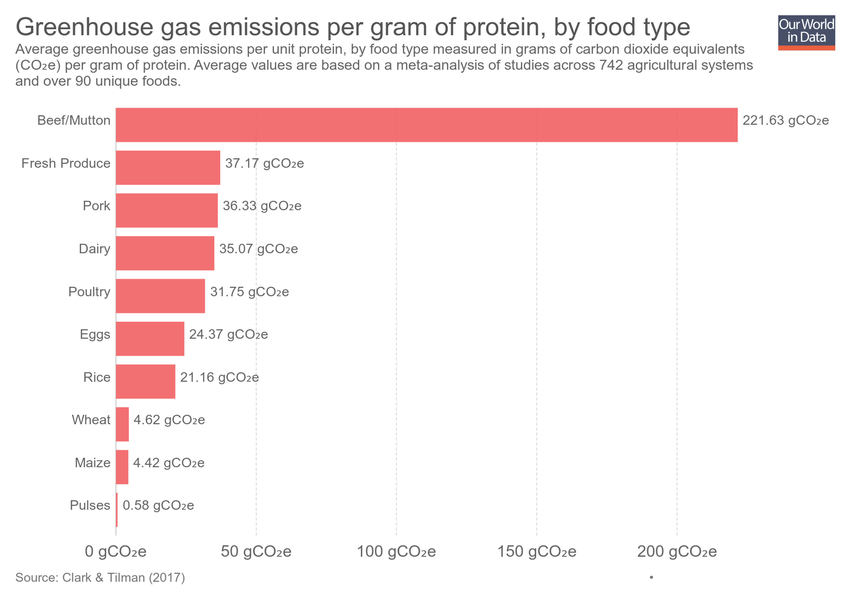 Greenhouse gas emissions per gram of protein, by food type
Our World
in Data
Average greenhouse gas emissions per unit protein, by food type measured in grams of carbon dioxide equivalents
(CO₂e) per gram of protein. Average values are based on a meta-analysis of studies across 742 agricultural systems
and over 90 unique foods.
Beef/Mutton 221.63 gCO₂e
Fresh Produce 37.17 gCO₂e
Pork 36.33 gCO₂e
Dairy 35.07 gCO₂e
Poultry 31.75 gCO₂e
Eggs 24.37 gCO₂e
Rice 21.16 gCO₂e
Wheat 4.62 gCO₂e
Maize 4.42 gCO₂e
Pulses 0.58 gCO₂e
0 gCO₂e 50 gCO₂e 100 gCO₂e 150 gCO₂e 200 gCO₂e
Source: Clark & Tilman (2017) •